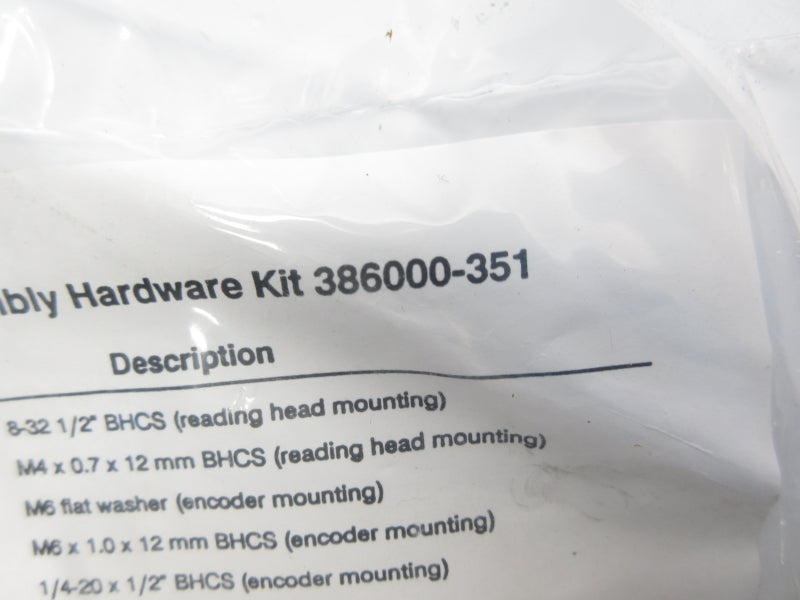 bly Hardware Kit 386000-351
Description
8-32 1/2" BHCS (reading head mounting)
M4 x 0.7 x 12 mm BHCS (reading head mounting)
M6 flat washer (encoder mounting)
M6 x 1.0 x 12 mm BHCS (encoder mounting)
1/4-20 x 1/2" BHCS (encoder mounting)